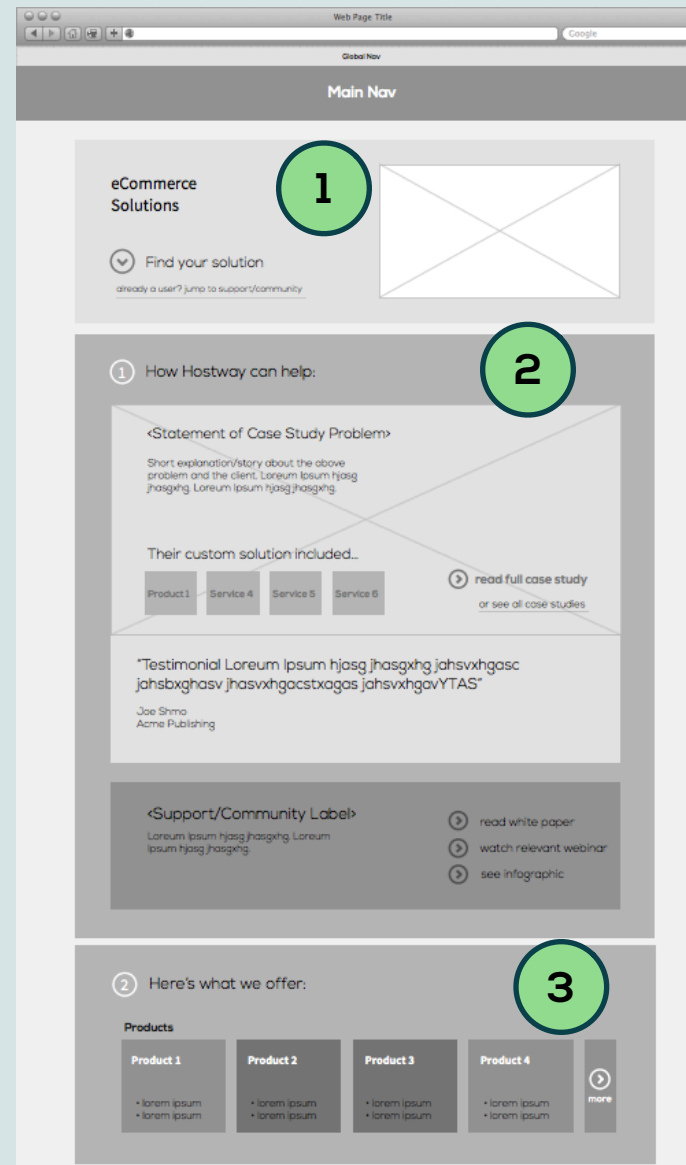 Web Page Title
Google
Global Nav
Main Nav
eCommerce
Solutions
1
Find your solution
already a user? jump to support/community
2
1 How Hostway can help:
<Statement of Case Study Problem>
Short explanation/story about the above
problem and the client. Loreum Ipsum hjasg
jhasgxhg. Loreum Ipsum hjasg jhasgxhg.
Their custom solution included...
Product 1 Service 4 Service 5 Service 6
read full case study
or see all case studies
"Testimonial Loreum Ipsum hjasg jhasgxhg jahsvxhgasc
jahsbxghasv jhasvxhgacstxagas jahsvxhgavYTAS"
Joe Shmo
Acme Publishing
<Support/Community Label>
Loreum Ipsum hjasg jhasgxhg. Loreum
Ipsum hjasg jhasgxhg.
read white paper
watch relevant webinar
see infographic
3
2 Here's what we offer:
Products
Product 1
• lorem ipsum
• lorem ipsum
Product 2
• lorem ipsum
• lorem ipsum
Product 3
• lorem ipsum
• lorem ipsum
Product 4
• lorem ipsum
• lorem ipsum
more